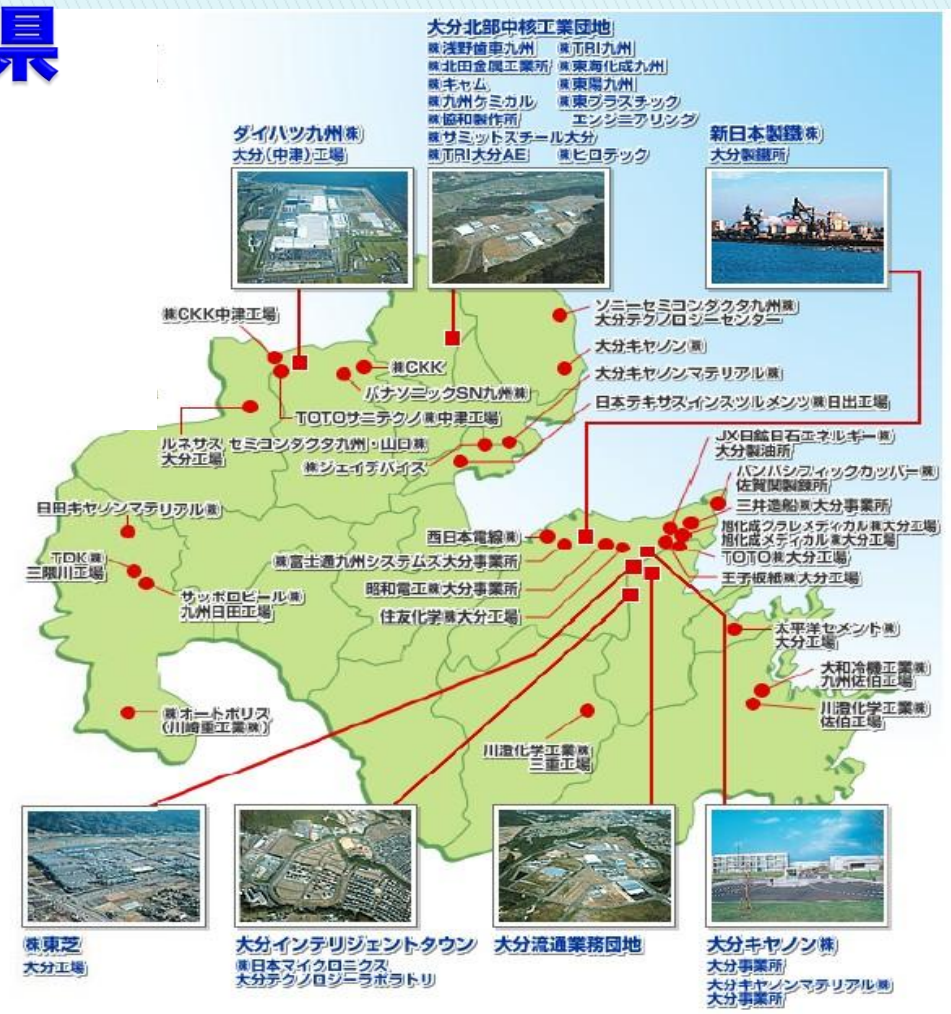 県
大分北部中核工業団地
㈱浅野歯車九州 ㈱TRI九州
㈱北田金属工業所 ㈱東海化成九州
㈱キャム ㈱東陽九州
㈱九州ケミカル ㈱東プラスチック
㈱協和製作所 エンジニアリング
㈱サミットスチール大分
㈱TRI大分AE ㈱ヒロテック
ダイハツ九州㈱
大分(中津)工場
新日本製鐵㈱
大分製鐵所
㈱CKK中津工場
ソニーセミコンダクタ九州㈱
大分テクノロジーセンター
大分キヤノン㈱
㈱CKK
大分キヤノンマテリアル㈱
パナソニックSN九州㈱
日本テキサスインスツルメンツ㈱日出工場
TOTOサニテクノ㈱中津工場
ルネサス セミコンダクタ九州・山口㈱
大分工場
㈱ジェイデバイス
JX日鉱日石エネルギー㈱
大分製油所
パンパシフィックカッパー㈱
佐賀関製錬所
日田キヤノンマテリアル㈱
三井造船㈱大分事業所
西日本電線㈱
旭化成クラレメディカル㈱大分工場
旭化成メディカル㈱大分工場
TDK㈱
三隈川工場
㈱富士通九州システムズ大分事業所
TOTO㈱大分工場
昭和電工㈱大分事業所
王子板紙㈱大分工場
サッポロビール㈱
九州日田工場
住友化学㈱大分工場
太平洋セメント㈱
大分工場
大和冷機工業㈱
九州佐伯工場
㈱オートポリス
(川崎重工業㈱)
川澄化学工業㈱
佐伯工場
川澄化学工業㈱
三重工場
㈱東芝
大分工場
大分インテリジェントタウン
㈱日本マイクロニクス
大分テクノロジーラボラトリ
大分流通業務団地
大分キヤノン㈱
大分事業所
大分キヤノンマテリアル㈱
大分事業所